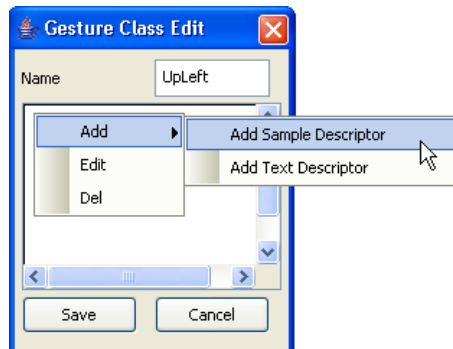 Gesture Class Edit
Name UpLeft
Add Add Sample Descriptor
Edit Add Text Descriptor
Del
Save Cancel